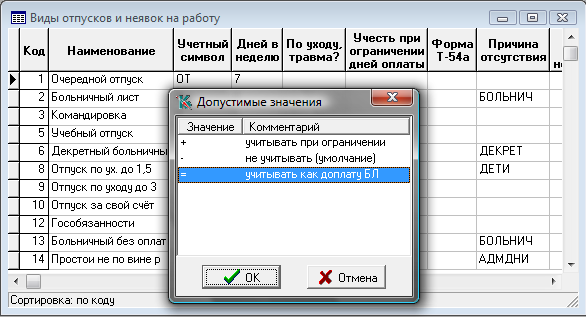 Виды отпусков и неявок на работу
Код Наименование Учетный символ Дней в неделю По уходу, травма? Учесть при ограничении дней оплаты Форма Т-54а Причина отсутствия
1 Очередной отпуск ОТ 7
2 Больничный лист БОЛЬНИЧ
3 Командировка
5 Учебный отпуск
6 Декретный больничны ДЕКРЕТ
8 Отпуск по ух. до 1,5 ДЕТИ
9 Отпуск по уходу до 3
10 Отпуск за свой счёт
12 Гособязанности
13 Больничный без оплат БОЛЬНИЧ
14 Простои не по вине р АДМДНИ
Сортировка: по коду
Допустимые значения
Значение Комментарий
+ учитывать при ограничении
- не учитывать (умолчание)
= учитывать как доплату БЛ
OK Отмена